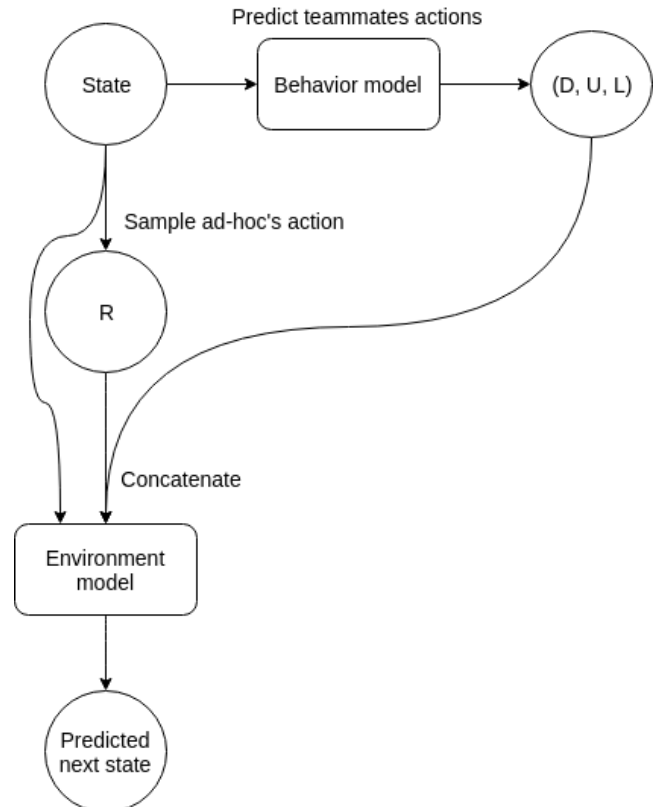 Predict teammates actions
State
Behavior model
(D, U, L)
Sample ad-hoc's action
R
Concatenate
Environment
model
Predicted
next state